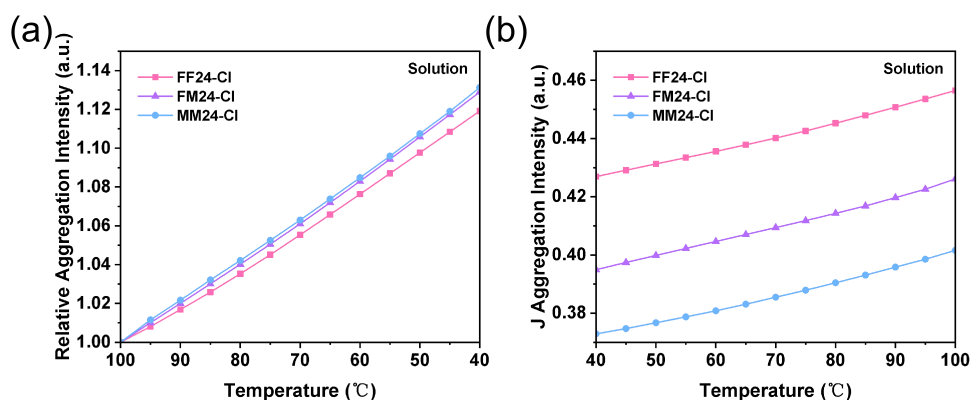 (a)
Relative Aggregation Intensity (a.u.)
1.14
1.12
1.10
1.08
1.06
1.04
1.02
1.00
FF24-Cl
FM24-Cl
MM24-Cl
Solution
100 90 80 70 60 50 40
Temperature (℃)
(b)
J Aggregation Intensity (a.u.)
0.46
0.44
0.42
0.40
0.38
FF24-Cl
FM24-Cl
MM24-Cl
Solution
40 50 60 70 80 90 100
Temperature (℃)